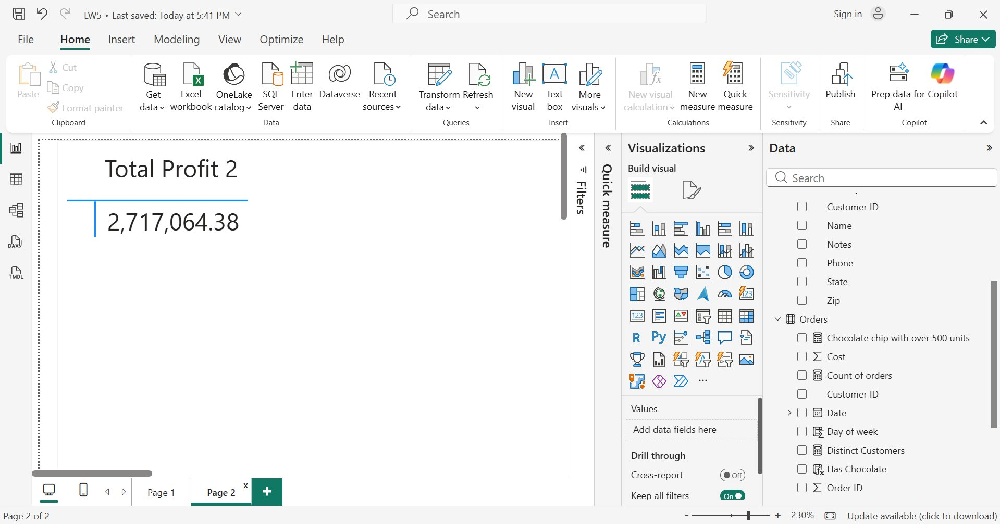 LW5 • Last saved: Today at 5:41 PM
Search
Sign in
File
Home
Insert
Modeling
View
Optimize
Help
Share
Paste
Cut
Copy
Format painter
Clipboard
Get data
Excel workbook
OneLake catalog
SQL Server
Enter data
Dataverse
Recent sources
Data
Transform data
Refresh
Queries
New visual
Text box
More visuals
Insert
New visual calculation
New measure
Quick measure
Calculations
Sensitivity
Sensitivity
Publish
Share
Prep data for AI
Copilot
Copilot
Total Profit 2
2,717,064.38
Filters
Quick measure
Visualizations
Build visual
123
123
R
Py
Values
Add data fields here
Drill through
Cross-report
Off
Keep all filters
On
Data
Search
Customer ID
Name
Notes
Phone
State
Zip
Orders
Chocolate chip with over 500 units
Cost
Count of orders
Customer ID
Date
Day of week
Distinct Customers
Has Chocolate
Order ID
DAX
TMDL
Page 1
Page 2
x
+
Page 2 of 2
- + 230%
Update available (click to download)